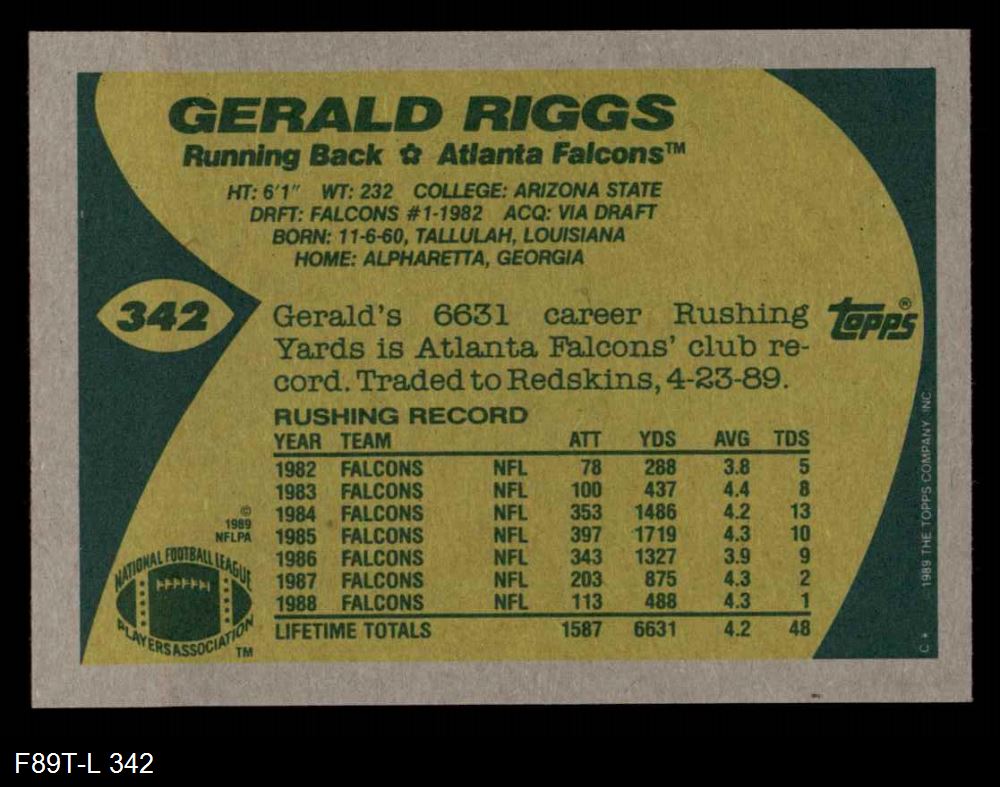 GERALD RIGGS
Running Back ✩ Atlanta Falcons™
HT: 6'1" WT: 232 COLLEGE: ARIZONA STATE
DRFT: FALCONS #1-1982 ACQ: VIA DRAFT
BORN: 11-6-60, TALLULAH, LOUISIANA
HOME: ALPHARETTA, GEORGIA
342
Gerald's 6631 career Rushing
Yards is Atlanta Falcons' club re-
cord. Traded to Redskins, 4-23-89.
Topps®
RUSHING RECORD
YEAR TEAM ATT YDS AVG TDS
1982 FALCONS NFL 78 288 3.8 5
1983 FALCONS NFL 100 437 4.4 8
1984 FALCONS NFL 353 1486 4.2 13
1985 FALCONS NFL 397 1719 4.3 10
1986 FALCONS NFL 343 1327 3.9 9
1987 FALCONS NFL 203 875 4.3 2
1988 FALCONS NFL 113 488 4.3 1
LIFETIME TOTALS 1587 6631 4.2 48
©
1989
NFLPA
NATIONAL FOOTBALL LEAGUE
PLAYERS ASSOCIATION
TM
C * 1989 THE TOPPS COMPANY, INC.
F89T-L 342